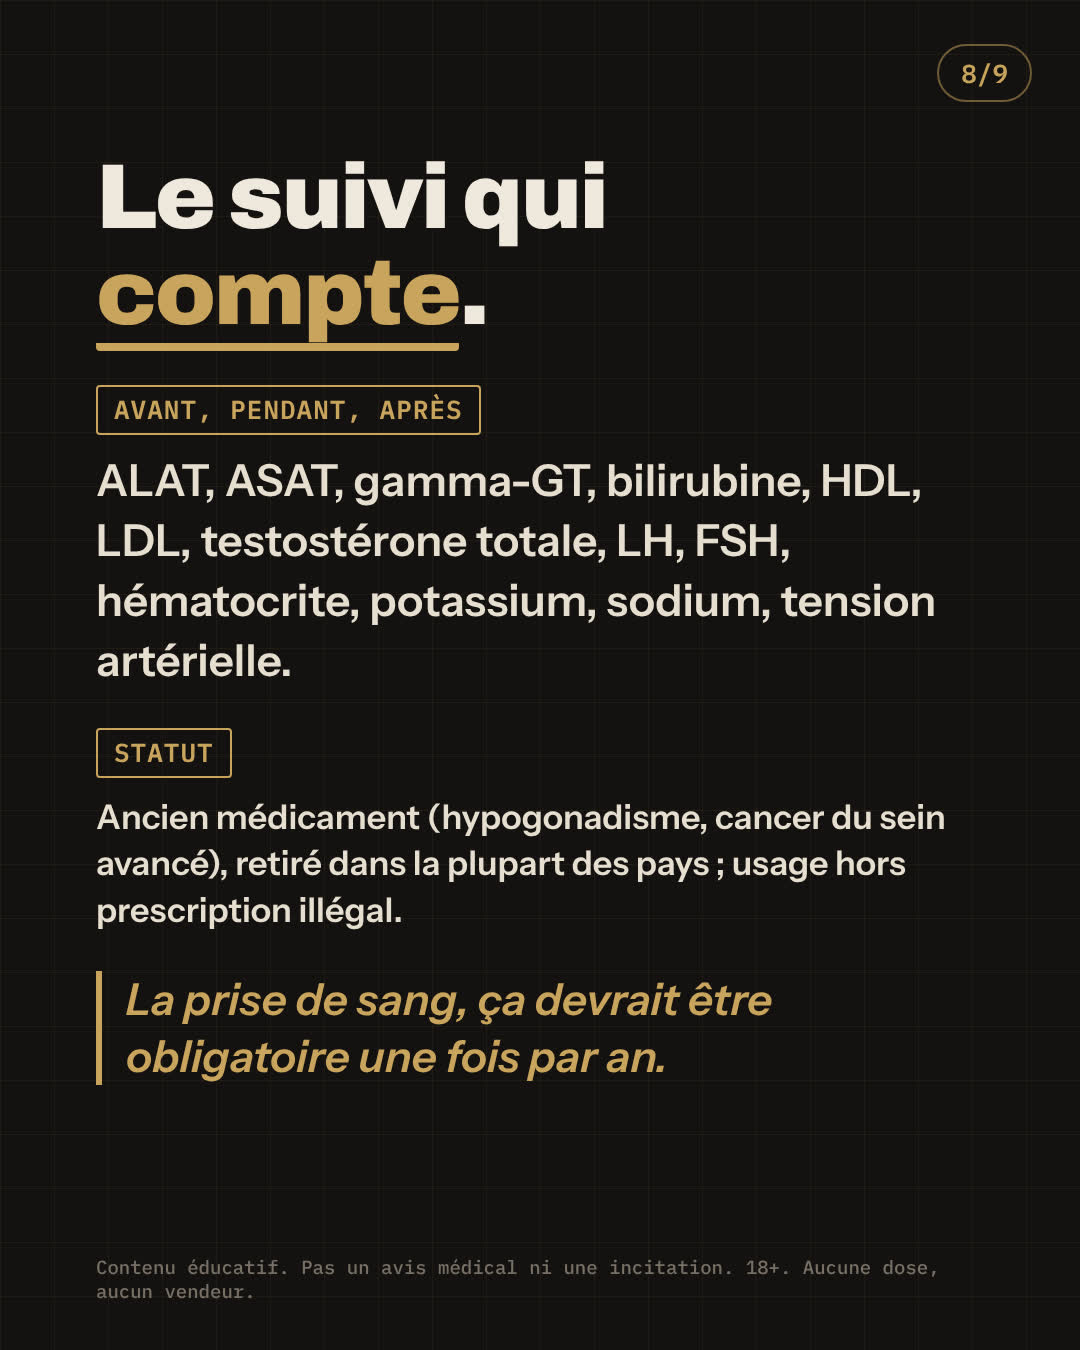 8/9
Le suivi qui
compte.
AVANT, PENDANT, APRÈS
ALAT, ASAT, gamma-GT, bilirubine, HDL,
LDL, testostérone totale, LH, FSH,
hématocrite, potassium, sodium, tension
artérielle.
STATUT
Ancien médicament (hypogonadisme, cancer du sein
avancé), retiré dans la plupart des pays ; usage hors
prescription illégal.
La prise de sang, ça devrait être
obligatoire une fois par an.
Contenu éducatif. Pas un avis médical ni une incitation. 18+. Aucune dose,
aucun vendeur.